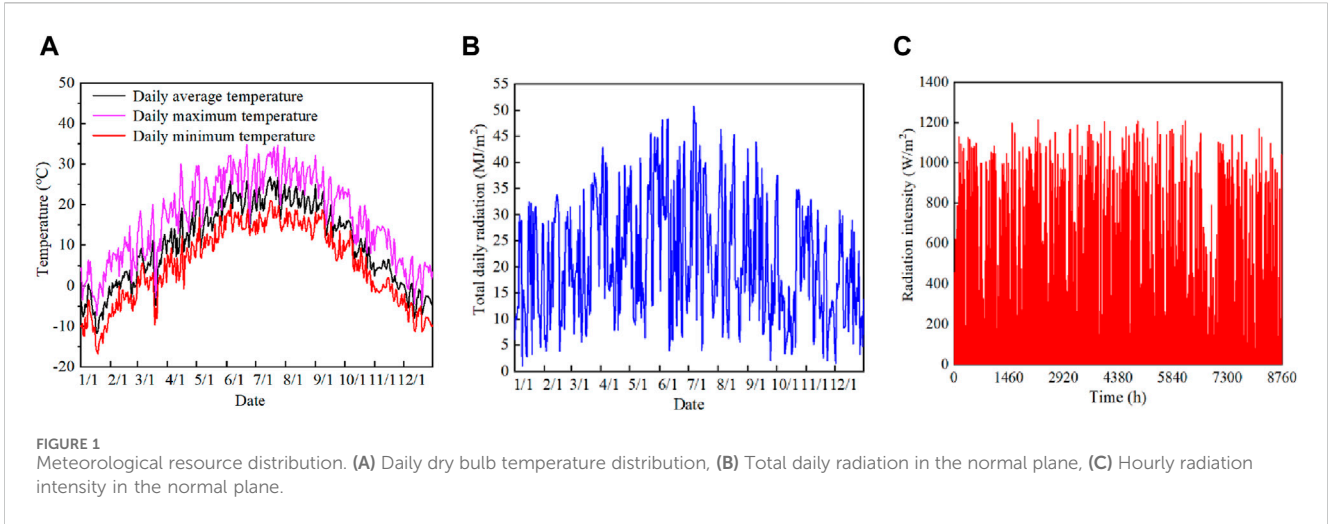 A
B
C
50
40
30
20
10
0
-10
-20
Temperature (°C)
Daily average temperature
Daily maximum temperature
Daily minimum temperature
1/1 2/1 3/1 4/1 5/1 6/1 7/1 8/1 9/1 10/1 11/1 12/1
Date
55
50
45
40
35
30
25
20
15
10
5
0
Total daily radiation (MJ/m²)
1/1 2/1 3/1 4/1 5/1 6/1 7/1 8/1 9/1 10/1 11/1 12/1
Date
1400
1200
1000
800
600
400
200
0
Radiation intensity (W/m²)
0 1460 2920 4380 5840 7300 8760
Time (h)
FIGURE 1
Meteorological resource distribution. (A) Daily dry bulb temperature distribution, (B) Total daily radiation in the normal plane, (C) Hourly radiation
intensity in the normal plane.